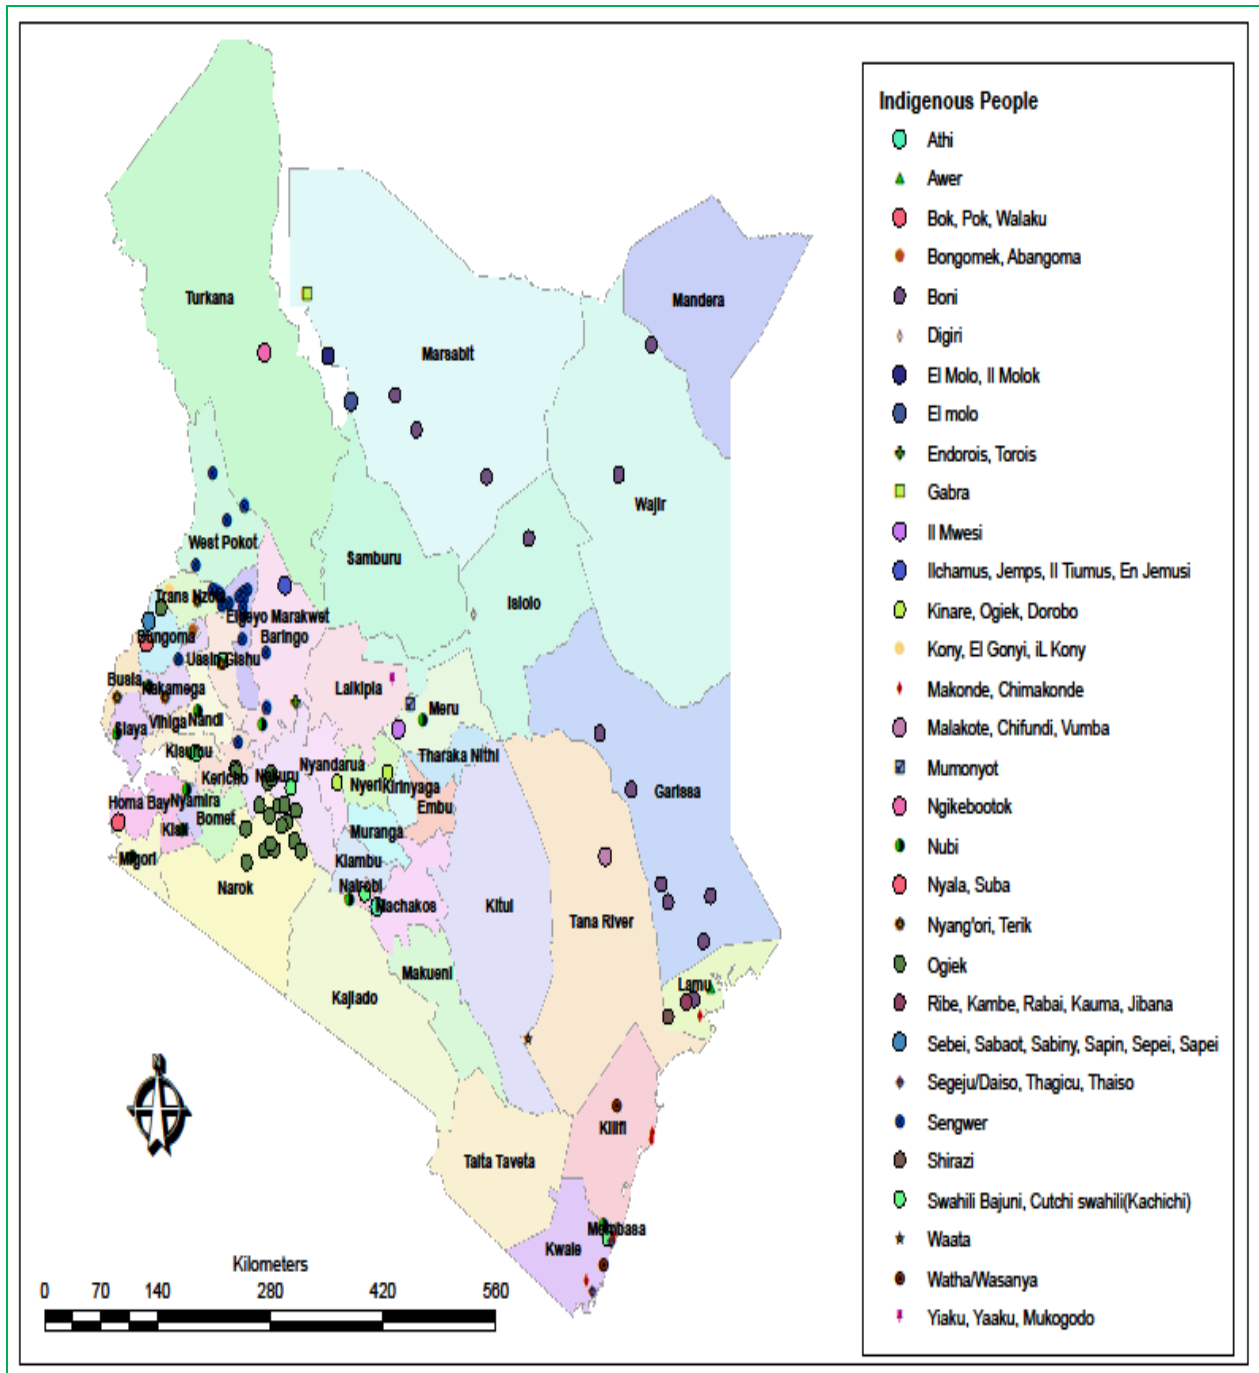 Indigenous People
Athi
Awer
Bok, Pok, Walaku
Bongomek, Abangoma
Boni
Digiri
El Molo, Il Molok
El molo
Endorois, Torois
Gabra
Il Mwesi
Ilchamus, Jemps, Il Tiumus, En Jemusi
Kinare, Ogiek, Dorobo
Kony, El Gonyi, iL Kony
Makonde, Chimakonde
Malakote, Chifundi, Vumba
Mumonyot
Ngikebootok
Nubi
Nyala, Suba
Nyang'ori, Terik
Ogiek
Ribe, Kambe, Rabai, Kauma, Jibana
Sebei, Sabaot, Sabiny, Sapin, Sepei, Sapei
Segeju/Daiso, Thagicu, Thaiso
Sengwer
Shirazi
Swahili Bajuni, Cutchi swahili(Kachichi)
Waata
Watha/Wasanya
Yiaku, Yaaku, Mukogodo
Turkana
Mandera
Marsabit
Wajir
West Pokot
Samburu
Isiolo
Trans Nzoia
Elgeyo Marakwet
Bungoma
Baringo
Uasin Gishu
Busia
Kakamega
Laikipia
Meru
Siaya
Vihiga
Nandi
Kisumu
Tharaka Nithi
Nyandarua
Kericho
Nakuru
Nyeri
Kirinyaga
Garissa
Homa Bay
Nyamira
Embu
Bomet
Kisii
Muranga
Migori
Kiambu
Narok
Nairobi
Machakos
Kitui
Tana River
Makueni
Lamu
Kajiado
N
Kilifi
Taita Taveta
Mombasa
Kwale
Kilometers
0 70 140 280 420 560